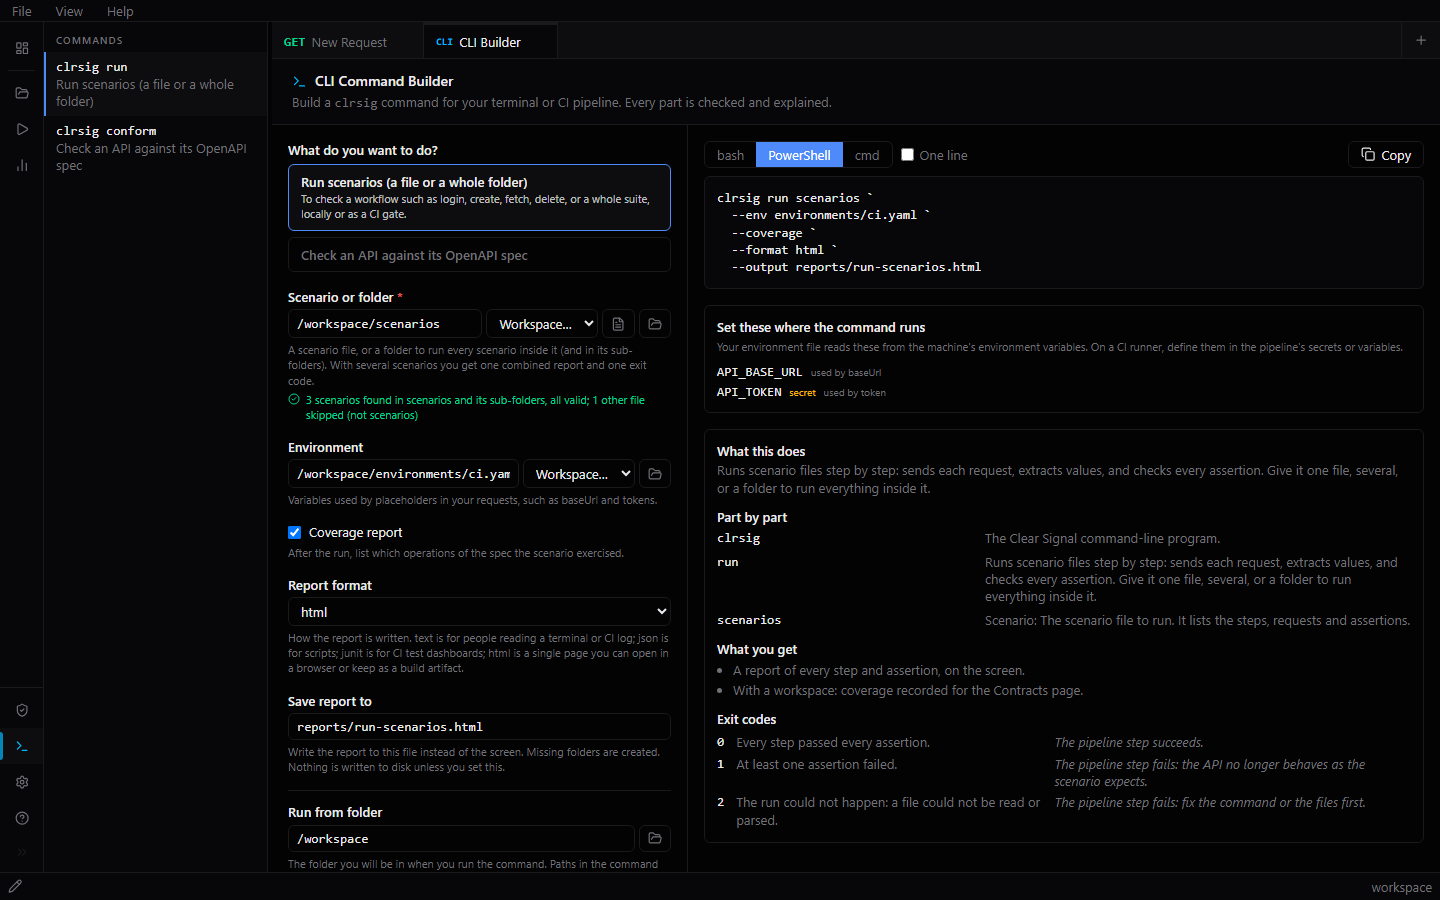 File View Help
COMMANDS
clrsig run
Run scenarios (a file or a whole
folder)
clrsig conform
Check an API against its OpenAPI
spec
GET New Request
CLI CLI Builder
+
CLI Command Builder
Build a clrsig command for your terminal or CI pipeline. Every part is checked and explained.
What do you want to do?
Run scenarios (a file or a whole folder)
To check a workflow such as login, create, fetch, delete, or a whole suite,
locally or as a CI gate.
Check an API against its OpenAPI spec
Scenario or folder *
/workspace/scenarios Workspace...
A scenario file, or a folder to run every scenario inside it (and in its sub-
folders). With several scenarios you get one combined report and one exit
code.
3 scenarios found in scenarios and its sub-folders, all valid; 1 other file
skipped (not scenarios)
Environment
/workspace/environments/ci.yam Workspace...
Variables used by placeholders in your requests, such as baseUrl and tokens.
Coverage report
After the run, list which operations of the spec the scenario exercised.
Report format
html
How the report is written. text is for people reading a terminal or CI log; json is
for scripts; junit is for CI test dashboards; html is a single page you can open in
a browser or keep as a build artifact.
Save report to
reports/run-scenarios.html
Write the report to this file instead of the screen. Missing folders are created.
Nothing is written to disk unless you set this.
Run from folder
/workspace
The folder you will be in when you run the command. Paths in the command
bash PowerShell cmd One line Copy
clrsig run scenarios `
--env environments/ci.yaml `
--coverage `
--format html `
--output reports/run-scenarios.html
Set these where the command runs
Your environment file reads these from the machine's environment variables. On a CI runner, define them in the pipeline's secrets or variables.
API_BASE_URL used by baseUrl
API_TOKEN secret used by token
What this does
Runs scenario files step by step: sends each request, extracts values, and checks every assertion. Give it one file, several,
or a folder to run everything inside it.
Part by part
clrsig The Clear Signal command-line program.
run Runs scenario files step by step: sends each request, extracts values, and
checks every assertion. Give it one file, several, or a folder to run
everything inside it.
scenarios Scenario: The scenario file to run. It lists the steps, requests and assertions.
What you get
• A report of every step and assertion, on the screen.
• With a workspace: coverage recorded for the Contracts page.
Exit codes
0 Every step passed every assertion. The pipeline step succeeds.
1 At least one assertion failed. The pipeline step fails: the API no longer behaves as the
scenario expects.
2 The run could not happen: a file could not be read or The pipeline step fails: fix the command or the files first.
parsed.
workspace